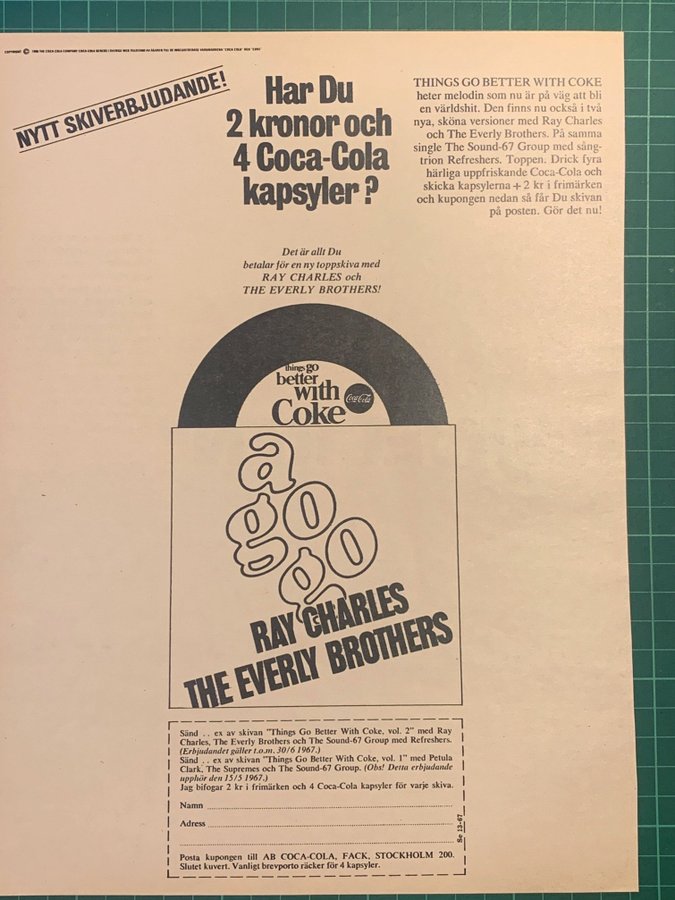 NYTT SKIVERBJUDANDE!
Har Du
2 kronor och
4 Coca-Cola
kapsyler?
THINGS GO BETTER WITH COKE
heter melodin som nu är på väg att bli
en världshit. Den finns nu också i två
nya, sköna versioner med Ray Charles
och The Everly Brothers. På samma
single The Sound-67 Group med sång-
trion Refreshers. Toppen. Drick fyra
härliga uppfriskande Coca-Cola och
skicka kapsylerna + 2 kr i frimärken
och kupongen nedan så får Du skivan
på posten. Gör det nu!
Det är allt Du
betalar för en ny toppskiva med
RAY CHARLES och
THE EVERLY BROTHERS!
things go
better
with
Coke
Coca-Cola
a
go
go
RAY CHARLES
THE EVERLY BROTHERS
Sänd .. ex av skivan "Things Go Better With Coke, vol. 2" med Ray
Charles, The Everly Brothers och The Sound-67 Group med Refreshers.
(Erbjudandet gäller t.o.m. 30/6 1967.)
Sänd .. ex av skivan "Things Go Better With Coke, vol. 1" med Petula
Clark, The Supremes och The Sound-67 Group. (Obs! Detta erbjudande
upphör den 15/5 1967.)
Jag bifogar 2 kr i frimärken och 4 Coca-Cola kapsyler för varje skiva.
Namn
Adress
Se 13-67
Posta kupongen till AB COCA-COLA, FACK, STOCKHOLM 200.
Slutet kuvert. Vanligt brevporto räcker för 4 kapsyler.